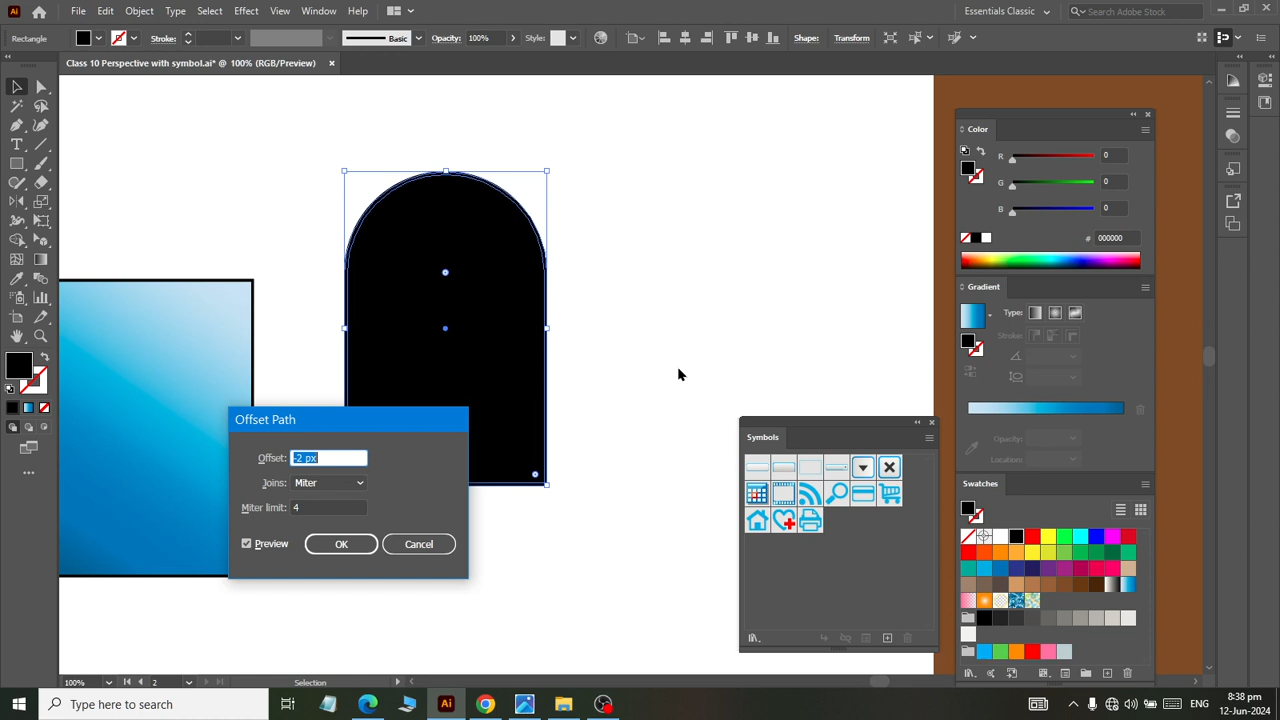 Ai File Edit Object Type Select Effect View Window Help Essentials Classic Search Adobe Stock
Rectangle Stroke: Basic Opacity: 100% Style: Shape: Transform
Class 10 Perspective with symbol.ai* @ 100% (RGB/Preview)
Color
R 0
G 0
B 0
# 000000
Gradient
Type:
Stroke:
Opacity:
Location:
Offset Path
Offset: -2 px
Joins: Miter
Miter limit: 4
Preview OK Cancel
Symbols
Swatches
100% 2 Selection
Type here to search
Ai
8:38 pm
12-Jun-2024